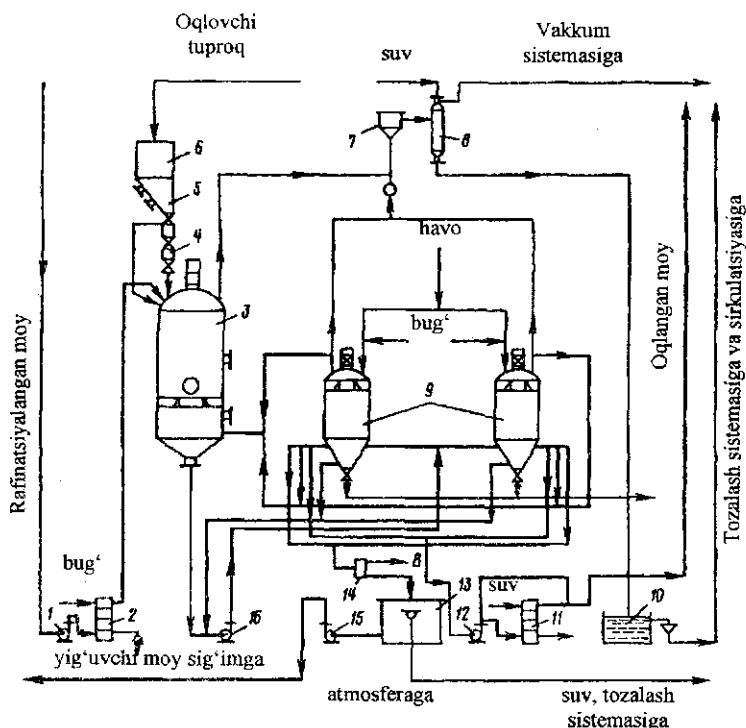 Oqlovchi
tuproq
suv
Vakkum
sistemasiga
7
8
6
5
4
3
havo
bug‘
9
Rafinatsiyalangan moy
Oqlangan moy
Tozalash sistemasiga va sirkulatsiyasiga
bug‘
1
2
16
14
8
15
13
12
suv
11
10
yig‘uvchi moy sig‘imga
atmosferaga
suv, tozalash
sistemasiga